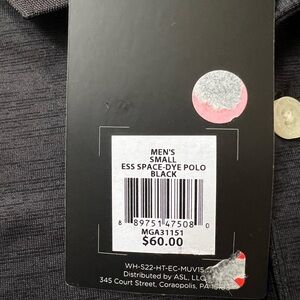 MEN'S
SMALL
ESS SPACE-DYE POLO
BLACK
8 89751 47508 0
MGA31151
$60.00
WH-S22-HT-EC-MUV15
Distributed by ASL, LLC
345 Court Street, Coraopolis, PA